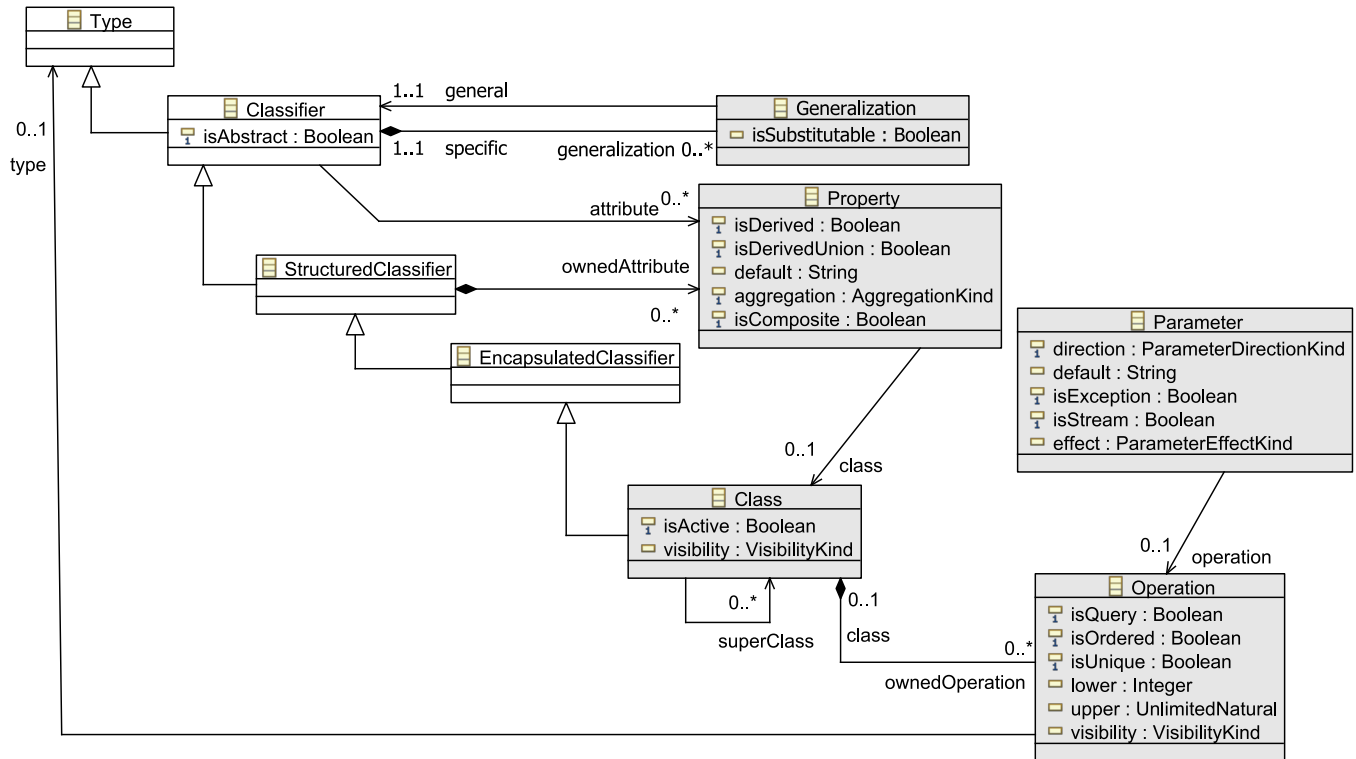 Type
Classifier
isAbstract : Boolean
1..1 general
1..1 specific
generalization 0..*
Generalization
isSubstitutable : Boolean
0..1
type
0..*
attribute
Property
isDerived : Boolean
isDerivedUnion : Boolean
default : String
aggregation : AggregationKind
isComposite : Boolean
StructuredClassifier
ownedAttribute
0..*
EncapsulatedClassifier
Parameter
direction : ParameterDirectionKind
default : String
isException : Boolean
isStream : Boolean
effect : ParameterEffectKind
0..1
class
Class
isActive : Boolean
visibility : VisibilityKind
0..*
superClass
0..1
class
0..*
ownedOperation
0..1
operation
Operation
isQuery : Boolean
isOrdered : Boolean
isUnique : Boolean
lower : Integer
upper : UnlimitedNatural
visibility : VisibilityKind